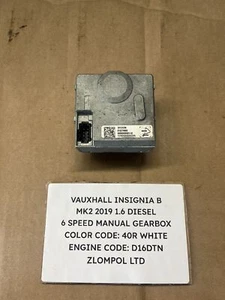 VAUXHALL INSIGNIA B
MK2 2019 1.6 DIESEL
6 SPEED MANUAL GEARBOX
COLOR CODE: 40R WHITE
ENGINE CODE: D16DTN
ZLOMPOL LTD